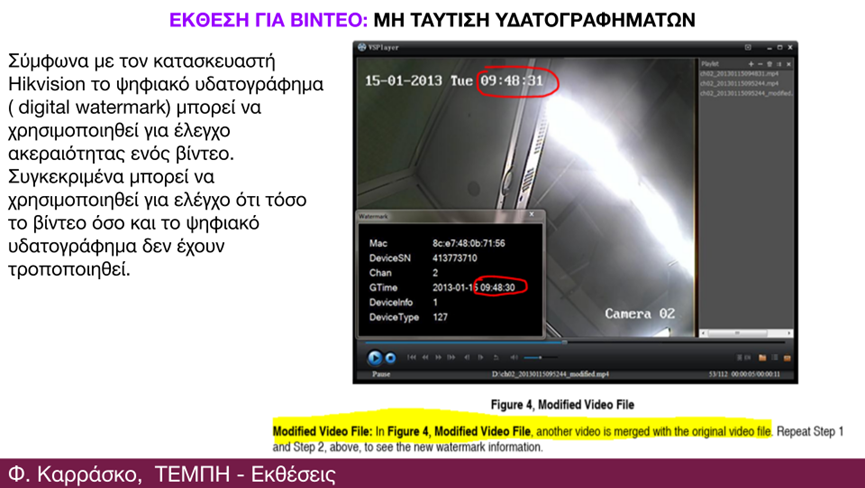 ΕΚΘΕΣΗ ΓΙΑ ΒΙΝΤΕΟ: ΜΗ ΤΑΥΤΙΣΗ ΥΔΑΤΟΓΡΑΦΗΜΑΤΩΝ
Σύμφωνα με τον κατασκευαστή
Hikvision το ψηφιακό υδατογράφημα
( digital watermark) μπορεί να
χρησιμοποιηθεί για έλεγχο
ακεραιότητας ενός βίντεο.
Συγκεκριμένα μπορεί να
χρησιμοποιηθεί για ελέγχο ότι τόσο
το βίντεο όσο και το ψηφιακό
υδατογράφημα δεν έχουν
τροποποιηθεί.
VSPlayer
15-01-2013 Tue 09:48:31
Playlist
ch02_20130115094831.mp4
ch02_20130115095244.mp4
ch02_20130115095244_modified.
Watermark
Mac 8c:e7:48:0b:71:56
DeviceSN 413773710
Chan 2
GTime 2013-01-15 09:48:30
DeviceInfo 1
DeviceType 127
Camera 02
Pause
D:\ch02_20130115095244_modified.mp4
53/112 00:00:05/00:00:11
Figure 4, Modified Video File
Modified Video File: In Figure 4, Modified Video File, another video is merged with the original video file. Repeat Step 1
and Step 2, above, to see the new watermark information.
Φ. Καρράσκο, ΤΕΜΠΗ - Εκθέσεις